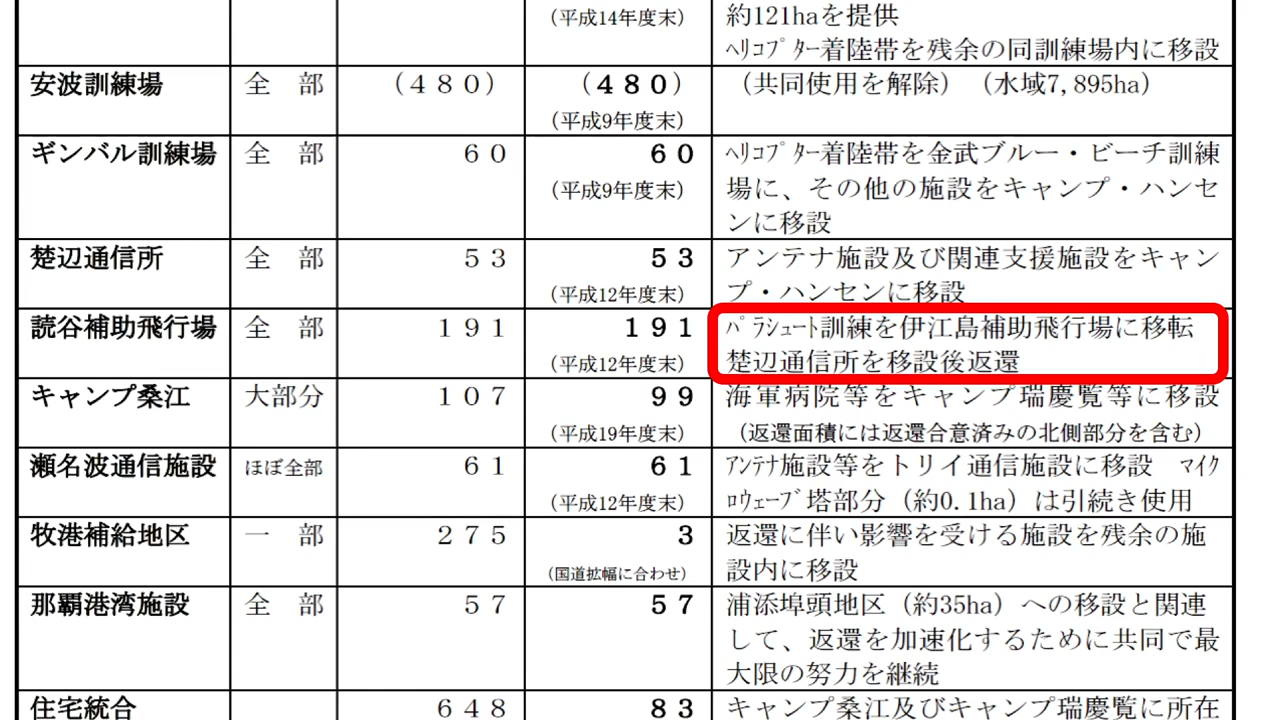 （平成14年度末） 約121haを提供
ﾍﾘｺﾌﾟﾀｰ着陸帯を残余の同訓練場内に移設
安波訓練場 全　部 （４８０） （４８０） （共同使用を解除）（水域7,895ha）
（平成9年度末）
ギンバル訓練場 全　部 ６０ ６０ ﾍﾘｺﾌﾟﾀｰ着陸帯を金武ブルー・ビーチ訓練
（平成9年度末） 場に、その他の施設をキャンプ・ハンセ
ンに移設
楚辺通信所 全　部 ５３ ５３ アンテナ施設及び関連支援施設をキャン
（平成12年度末） プ・ハンセンに移設
読谷補助飛行場 全　部 １９１ １９１ ﾊﾟﾗｼｭｰﾄ訓練を伊江島補助飛行場に移転
（平成12年度末） 楚辺通信所を移設後返還
キャンプ桑江 大部分 １０７ ９９ 海軍病院等をキャンプ瑞慶覧等に移設
（平成19年度末） （返還面積には返還合意済みの北側部分を含む）
瀬名波通信施設 ほぼ全部 ６１ ６１ ｱﾝﾃﾅ施設等をトリイ通信施設に移設　ﾏｲｸ
（平成12年度末） ﾛｳｪｰﾌﾞ塔部分（約0.1ha）は引続き使用
牧港補給地区 一　部 ２７５ ３ 返還に伴い影響を受ける施設を残余の施
（国道拡幅に合わせ） 設内に移設
那覇港湾施設 全　部 ５７ ５７ 浦添埠頭地区（約35ha）への移設と関連
して、返還を加速化するために共同で最
大限の努力を継続
住宅統合 ６４８ ８３ キャンプ桑江及びキャンプ瑞慶覧に所在